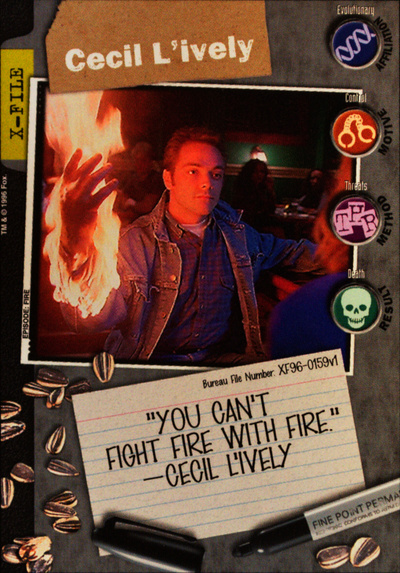 Evolutionary
AFFILIATION
Cecil L'ively
X-FILE
Control
MOTIVE
Threats
TPR
METHOD
Death
RESULT
TM & © 1996 Fox.
EPISODE: FIRE
Bureau File Number: XF96-0159v1
"YOU CAN'T
FIGHT FIRE WITH FIRE."
—CECIL L'IVELY
FINE POINT PERMA